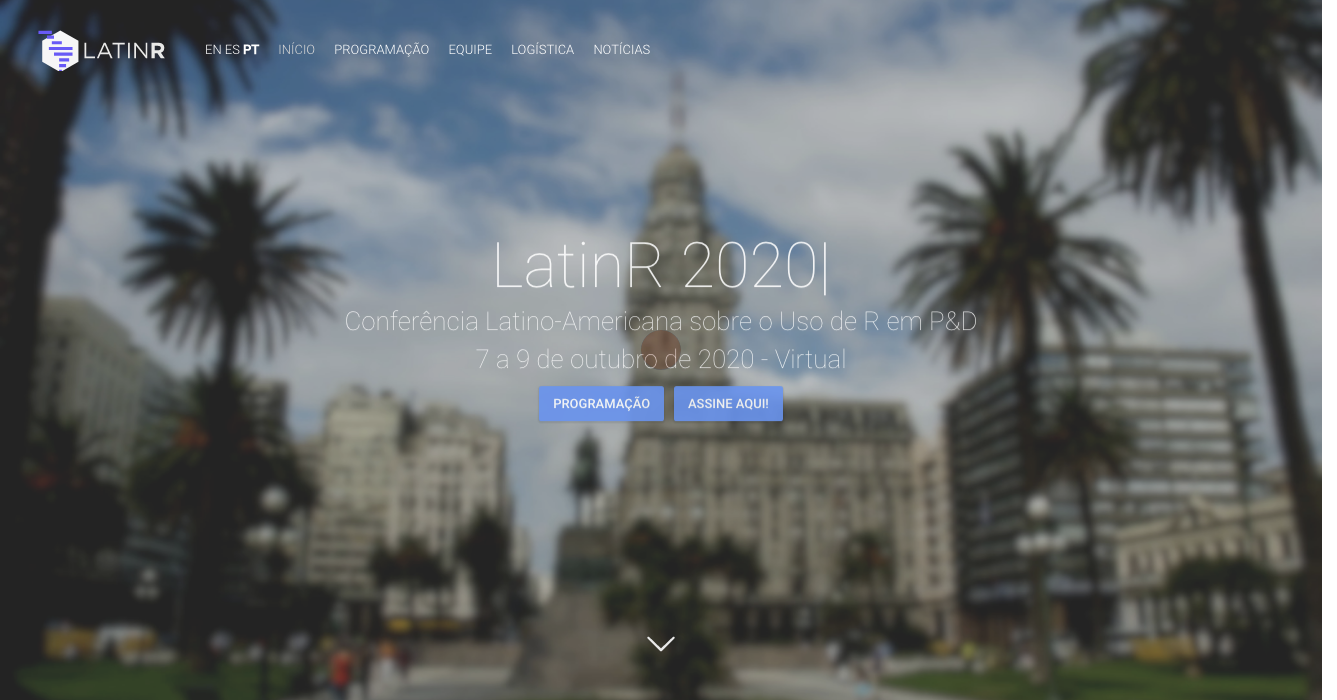 LATINR
EN ES PT INÍCIO PROGRAMAÇÃO EQUIPE LOGÍSTICA NOTÍCIAS
LatinR 2020|
Conferência Latino-Americana sobre o Uso de R em P&D
7 a 9 de outubro de 2020 - Virtual
PROGRAMAÇÃO ASSINE AQUI!